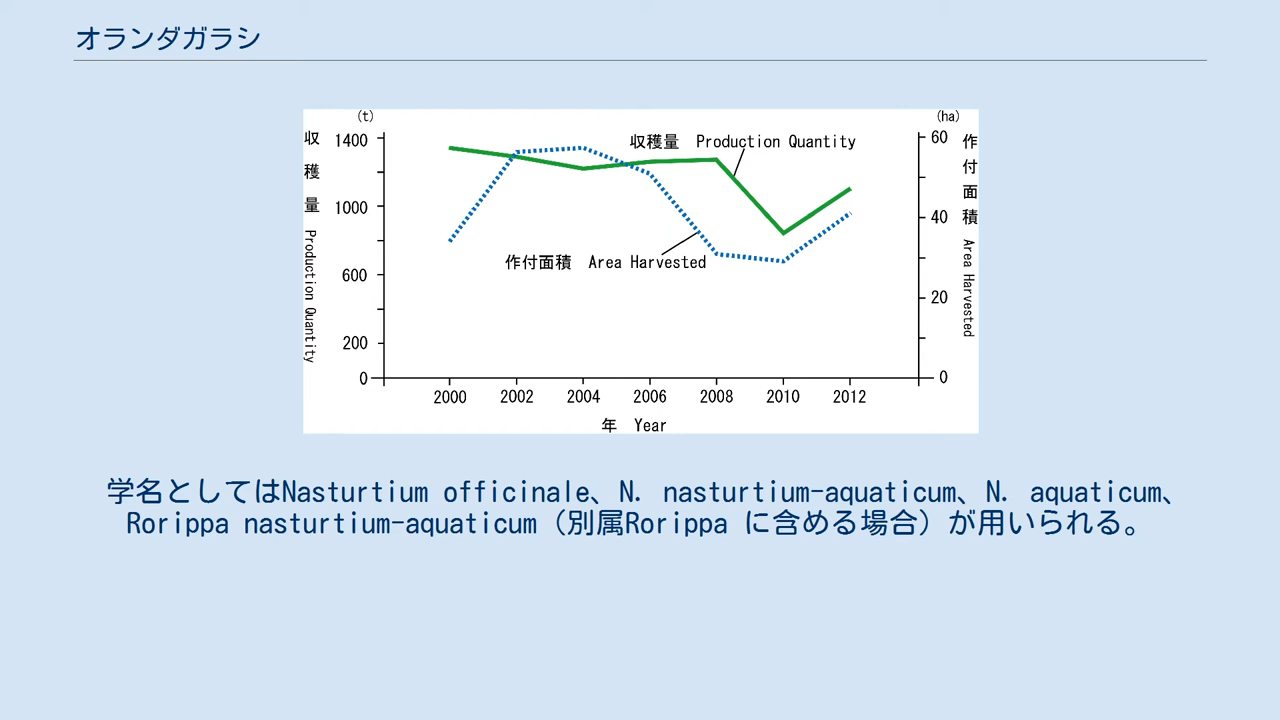 オランダガラシ
(t)
(ha)
収穫量 Production Quantity
1400
1000
600
200
0
収穫量 Production Quantity
作付面積 Area Harvested
60
40
20
0
作付面積 Area Harvested
2000 2002 2004 2006 2008 2010 2012
年 Year
学名としてはNasturtium officinale、N. nasturtium-aquaticum、N. aquaticum、
Rorippa nasturtium-aquaticum（別属Rorippa に含める場合）が用いられる。